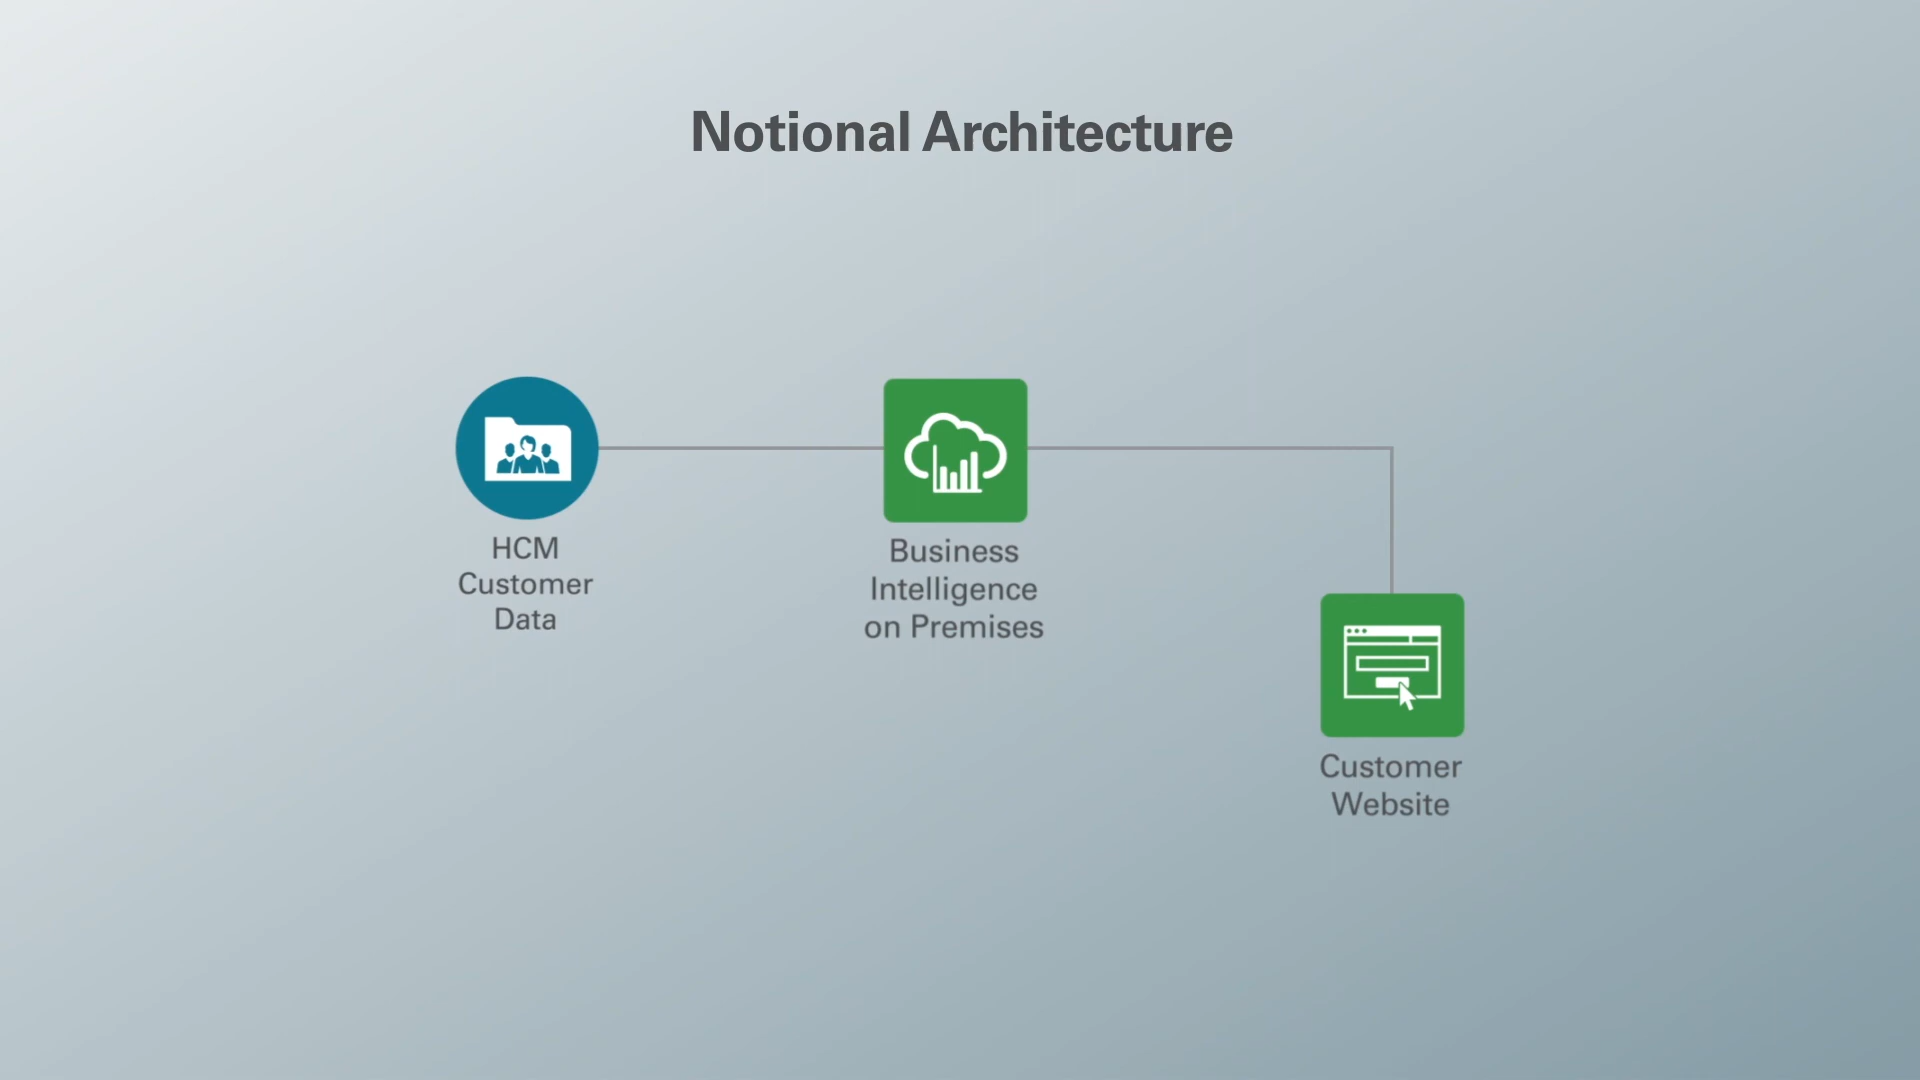 Notional Architecture
HCM
Customer
Data
Business
Intelligence
on Premises
Customer
Website